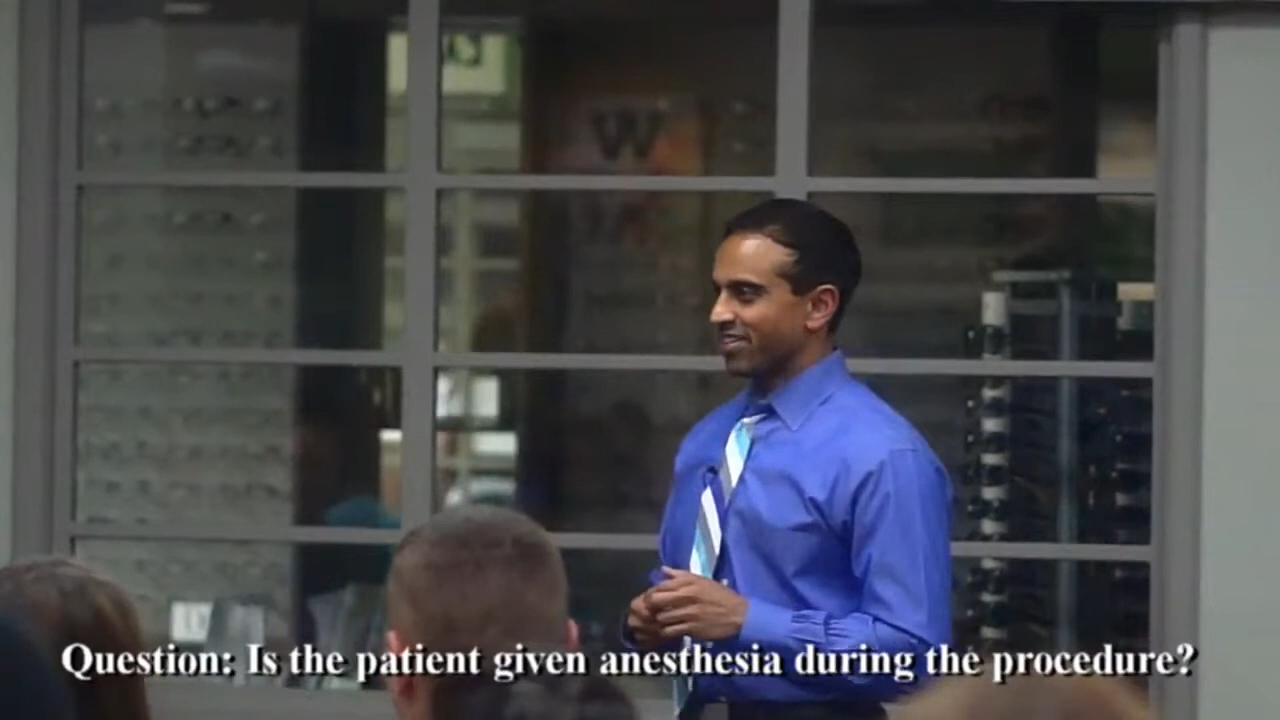 W
Question: Is the patient given anesthesia during the procedure?